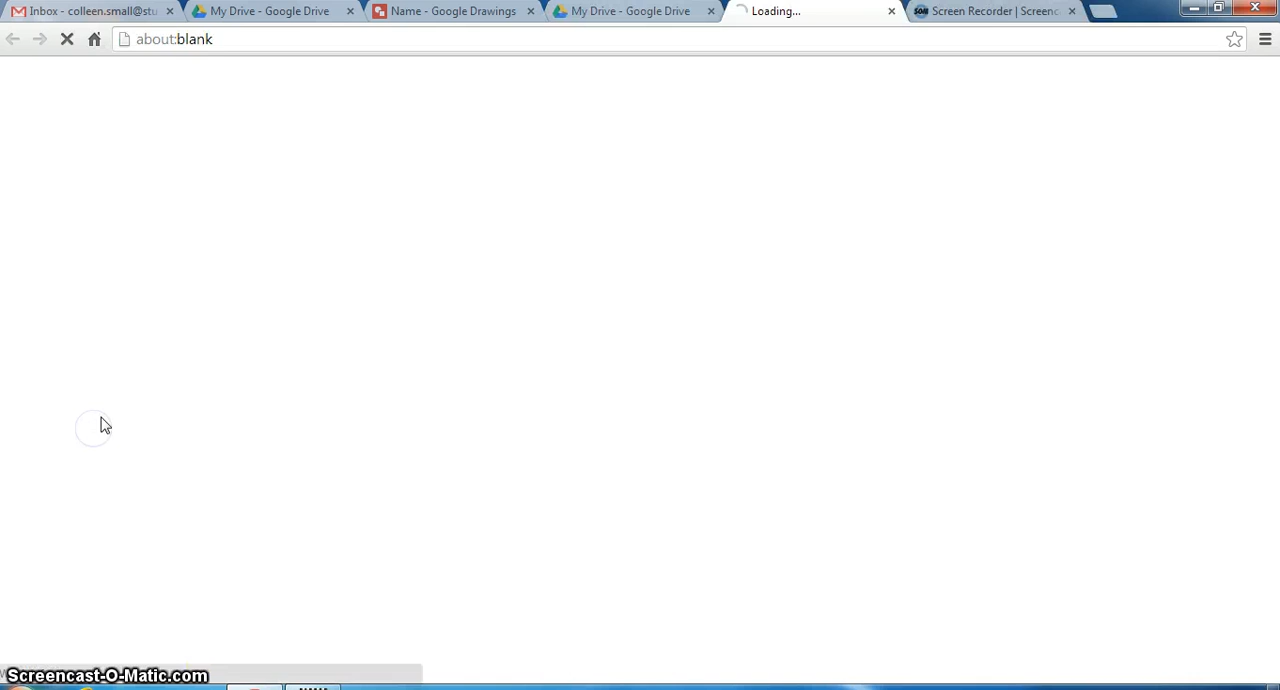 Inbox - colleen.small@stu
My Drive - Google Drive
Name - Google Drawings
My Drive - Google Drive
Loading...
Screen Recorder | Screenc
about:blank
Screencast-O-Matic.com